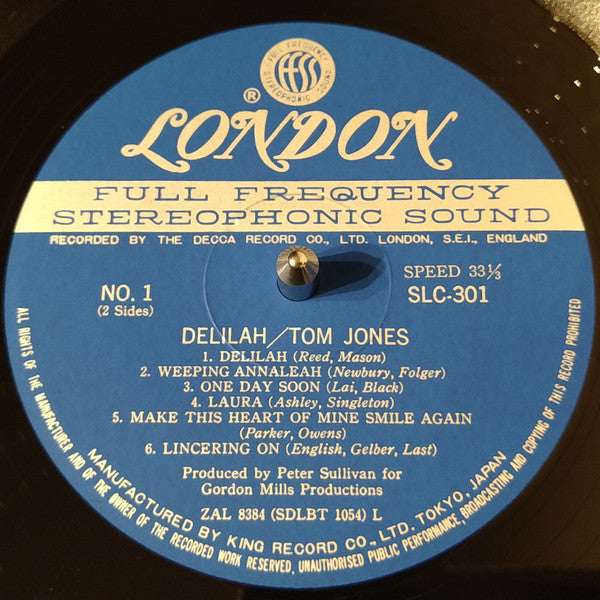 FULL FREQUENCY
FFSS
STEREOPHONIC SOUND
®
LONDON
FULL FREQUENCY
STEREOPHONIC SOUND
RECORDED BY THE DECCA RECORD CO., LTD. LONDON, S.E.I., ENGLAND
NO. 1
(2 Sides)
SPEED 33⅓
SLC-301
DELILAH/TOM JONES
1. DELILAH (Reed, Mason)
2. WEEPING ANNALEAH (Newbury, Folger)
3. ONE DAY SOON (Lai, Black)
4. LAURA (Ashley, Singleton)
5. MAKE THIS HEART OF MINE SMILE AGAIN
(Parker, Owens)
6. LINCERING ON (English, Gelber, Last)
Produced by Peter Sullivan for
Gordon Mills Productions
ZAL 8384 (SDLBT 1054) L
MANUFACTURED BY KING RECORD CO., LTD. TOKYO, JAPAN
ALL RIGHTS OF THE MANUFACTURER AND OF THE OWNER OF THE RECORDED WORK RESERVED, UNAUTHORISED PUBLIC PERFORMANCE, BROADCASTING AND COPYING OF THIS RECORD PROHIBITED